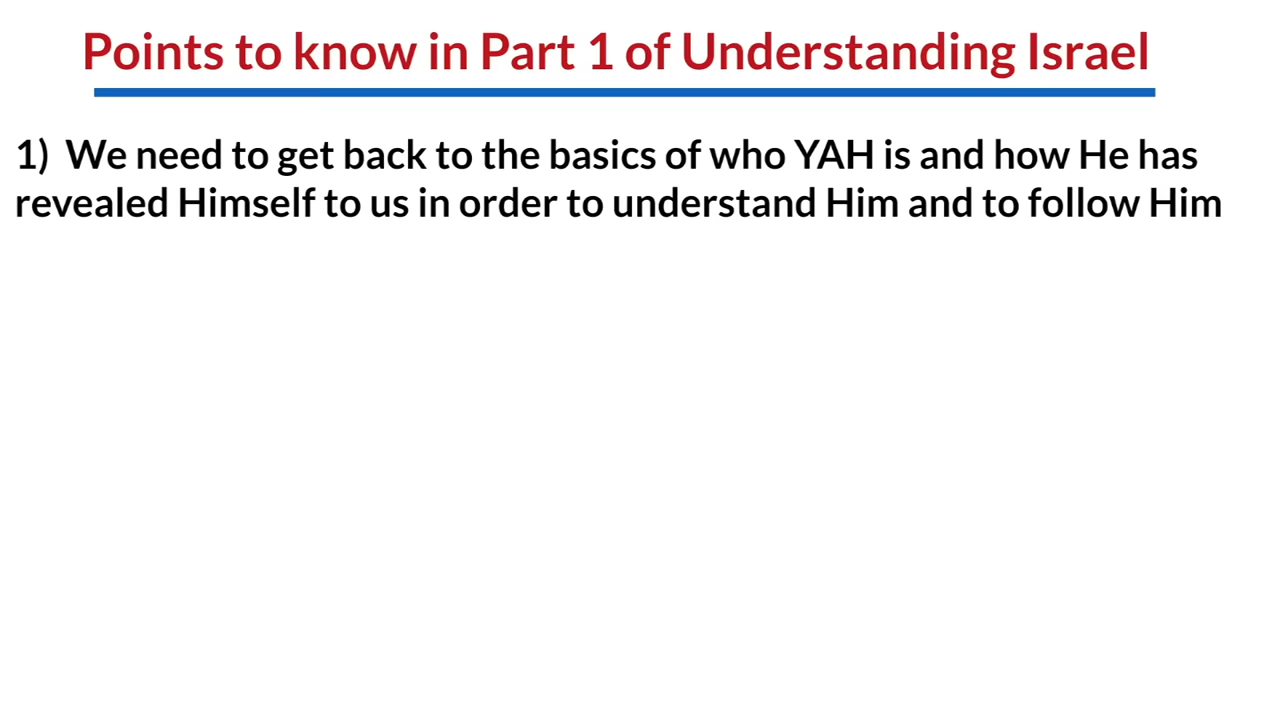 Points to know in Part 1 of Understanding Israel
1) We need to get back to the basics of who YAH is and how He has
revealed Himself to us in order to understand Him and to follow Him